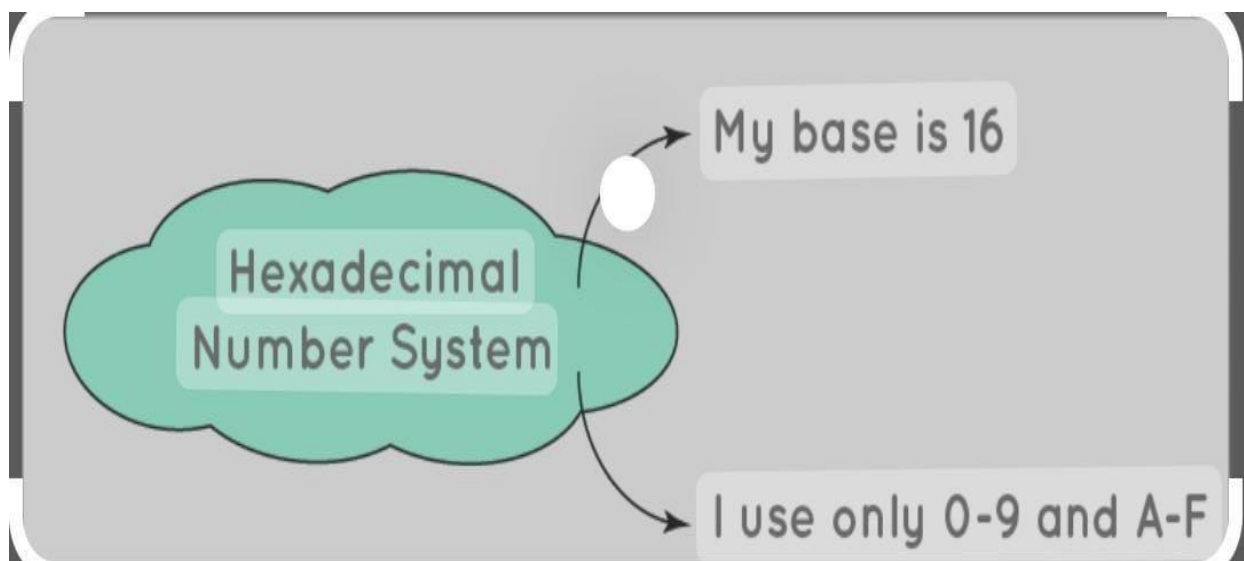 My base is 16
Hexadecimal
Number System
I use only 0-9 and A-F